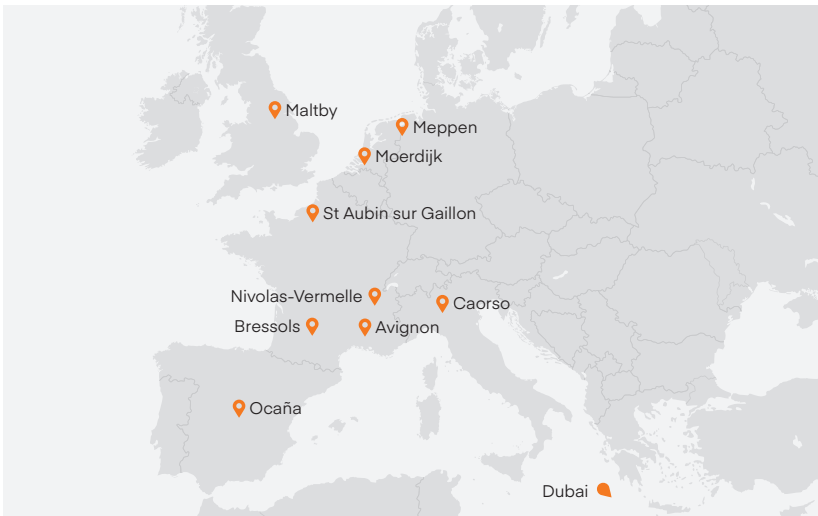 Maltby
Meppen
Moerdijk
St Aubin sur Gaillon
Nivolas-Vermelle
Caorso
Bressols
Avignon
Ocaña
Dubai